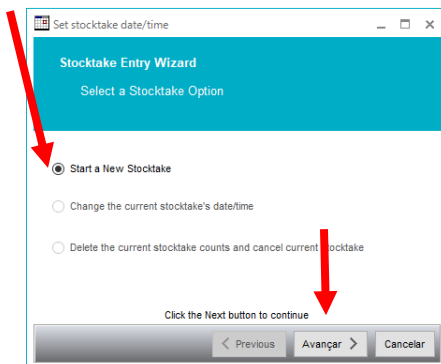 Set stocktake date/time
Stocktake Entry Wizard
Select a Stocktake Option
Start a New Stocktake
Change the current stocktake's date/time
Delete the current stocktake counts and cancel current stocktake
Click the Next button to continue
Previous Avançar Cancelar